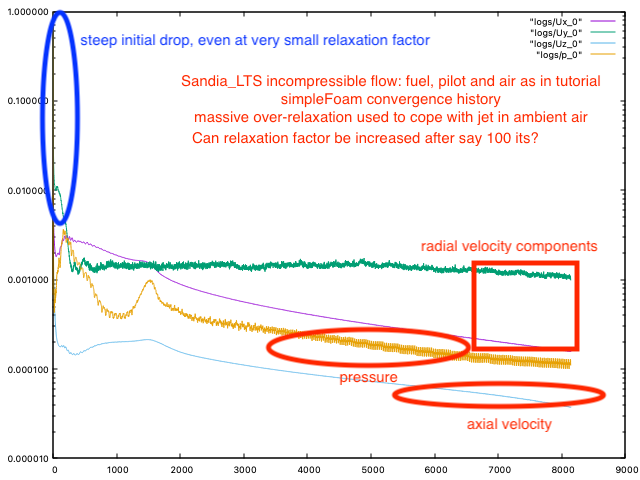 "logs/Ux_0"
"logs/Uy_0"
"logs/Uz_0"
"logs/p_0"
steep initial drop, even at very small relaxation factor
Sandia_LTS incompressible flow: fuel, pilot and air as in tutorial
simpleFoam convergence history
massive over-relaxation used to cope with jet in ambient air
Can relaxation factor be increased after say 100 its?
radial velocity components
pressure
axial velocity
1.000000
0.100000
0.010000
0.001000
0.000100
0.000010
0 1000 2000 3000 4000 5000 6000 7000 8000 9000